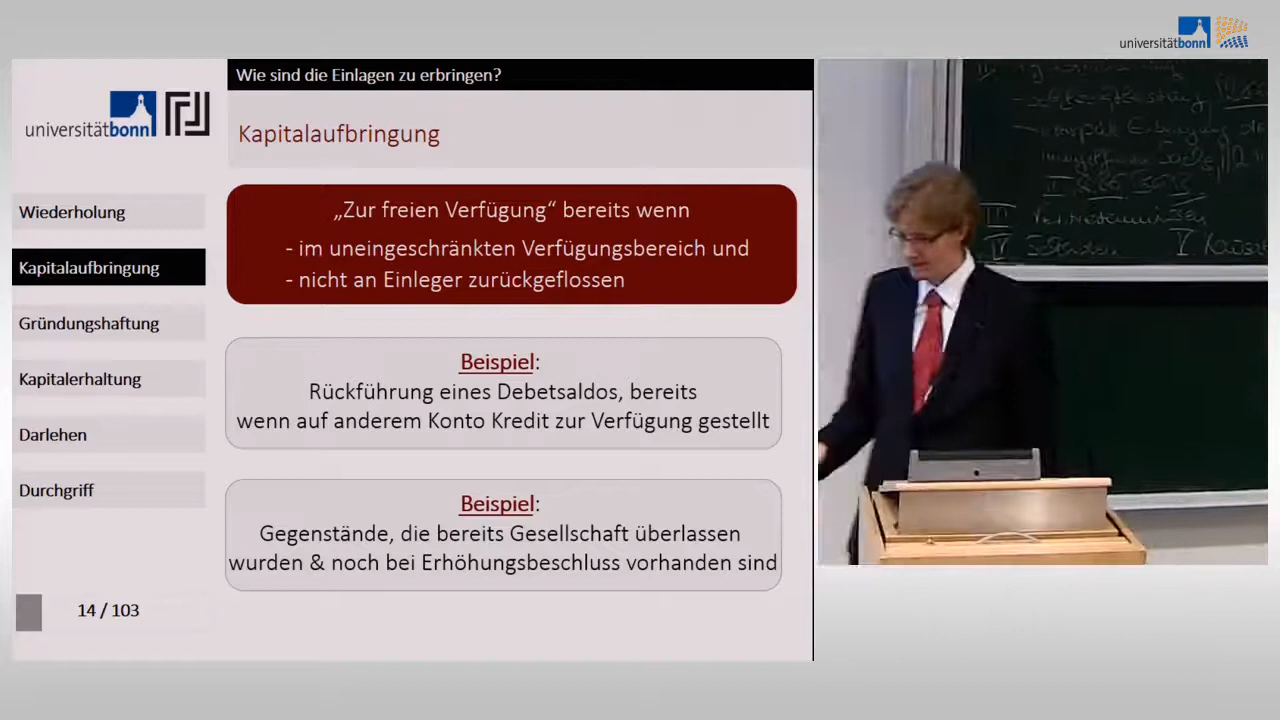 universitätbonn
Wie sind die Einlagen zu erbringen?
universitätbonn
Kapitalaufbringung
„Zur freien Verfügung“ bereits wenn
- im uneingeschränkten Verfügungsbereich und
- nicht an Einleger zurückgeflossen
Wiederholung
Kapitalaufbringung
Gründungshaftung
Kapitalerhaltung
Darlehen
Durchgriff
Beispiel:
Rückführung eines Debetsaldos, bereits
wenn auf anderem Konto Kredit zur Verfügung gestellt
Beispiel:
Gegenstände, die bereits Gesellschaft überlassen
wurden & noch bei Erhöhungsbeschluss vorhanden sind
14 / 103
III
IV
V